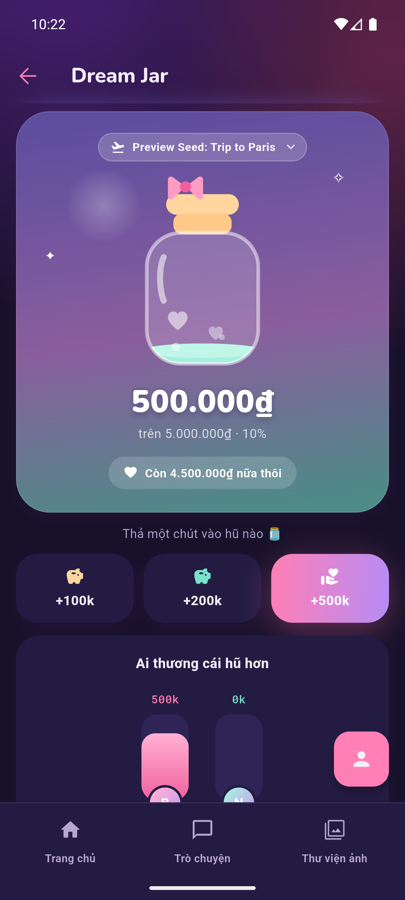 10:22
Dream Jar
Preview Seed: Trip to Paris
500.000₫
trên 5.000.000₫ · 10%
Còn 4.500.000₫ nữa thôi
Thả một chút vào hũ nào
+100k
+200k
+500k
Ai thương cái hũ hơn
500k
0k
Trang chủ
Trò chuyện
Thư viện ảnh